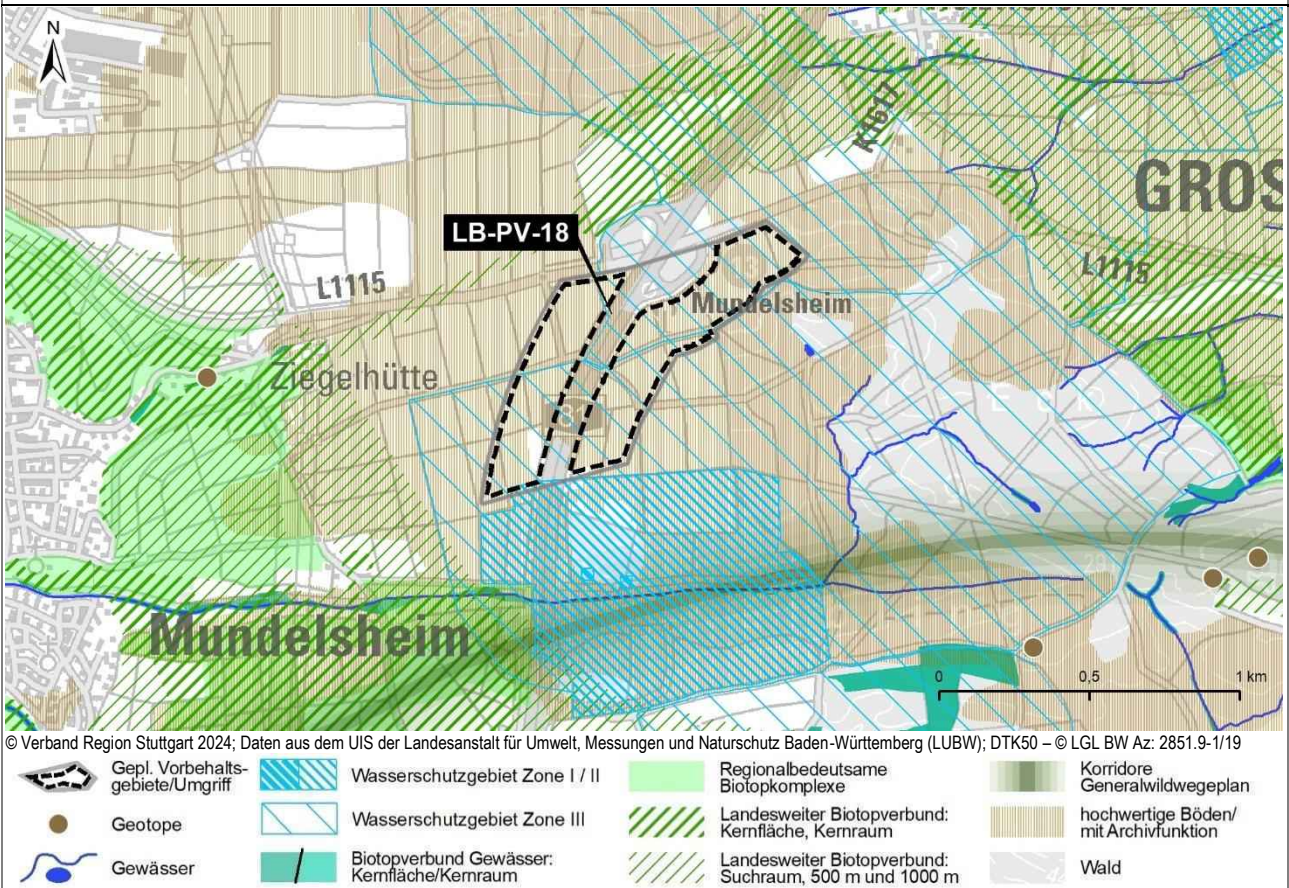 N
K1617
GROS
LB-PV-18
L1115
L1115
Mundelsheim
Ziegelhütte
Mundelsheim
0 0,5 1 km
© Verband Region Stuttgart 2024; Daten aus dem UIS der Landesanstalt für Umwelt, Messungen und Naturschutz Baden-Württemberg (LUBW); DTK50 – © LGL BW Az: 2851.9-1/19
Gepl. Vorbehalts-
gebiete/Umgriff
Wasserschutzgebiet Zone I / II
Regionalbedeutsame
Biotopkomplexe
Korridore
Generalwildwegeplan
Geotope
Wasserschutzgebiet Zone III
Landesweiter Biotopverbund:
Kernfläche, Kernraum
hochwertige Böden/
mit Archivfunktion
Gewässer
Biotopverbund Gewässer:
Kernfläche/Kernraum
Landesweiter Biotopverbund:
Suchraum, 500 m und 1000 m
Wald